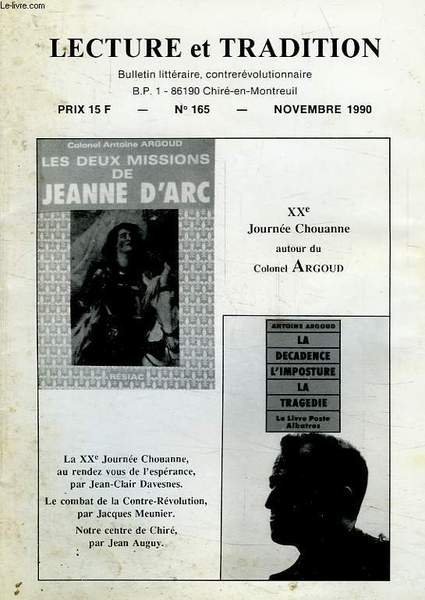 Le-livre.com
LECTURE et TRADITION
Bulletin littéraire, contrerévolutionnaire
B.P. 1 - 86190 Chiré-en-Montreuil
PRIX 15 F — N° 165 — NOVEMBRE 1990
Colonel Antoine ARGOUD
LES DEUX MISSIONS
DE
JEANNE D'ARC
XXe
Journée Chouanne
autour du
Colonel ARGOUD
ANTOINE ARGOUD
LA
DECADENCE
L'IMPOSTURE
LA
TRAGEDIE
Le Livre Poste
Albatros
La XXe Journée Chouanne,
au rendez vous de l'espérance,
par Jean-Clair Davesnes.
Le combat de la Contre-Révolution,
par Jacques Meunier.
Notre centre de Chiré,
par Jean Auguy.